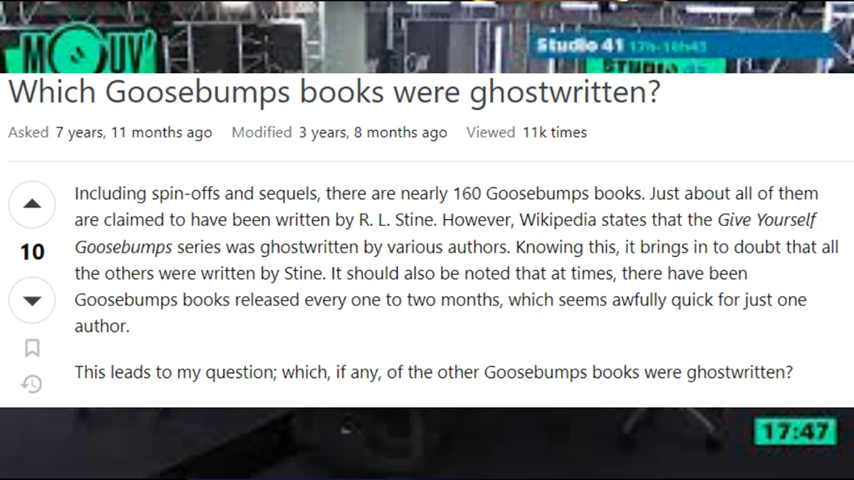 MOUV'
Studio 41 17h-18h45
STUDIO
Which Goosebumps books were ghostwritten?
Asked 7 years, 11 months ago Modified 3 years, 8 months ago Viewed 11k times
Including spin-offs and sequels, there are nearly 160 Goosebumps books. Just about all of them
are claimed to have been written by R. L. Stine. However, Wikipedia states that the Give Yourself
10
Goosebumps series was ghostwritten by various authors. Knowing this, it brings in to doubt that all
the others were written by Stine. It should also be noted that at times, there have been
Goosebumps books released every one to two months, which seems awfully quick for just one
author.
This leads to my question; which, if any, of the other Goosebumps books were ghostwritten?
17:47